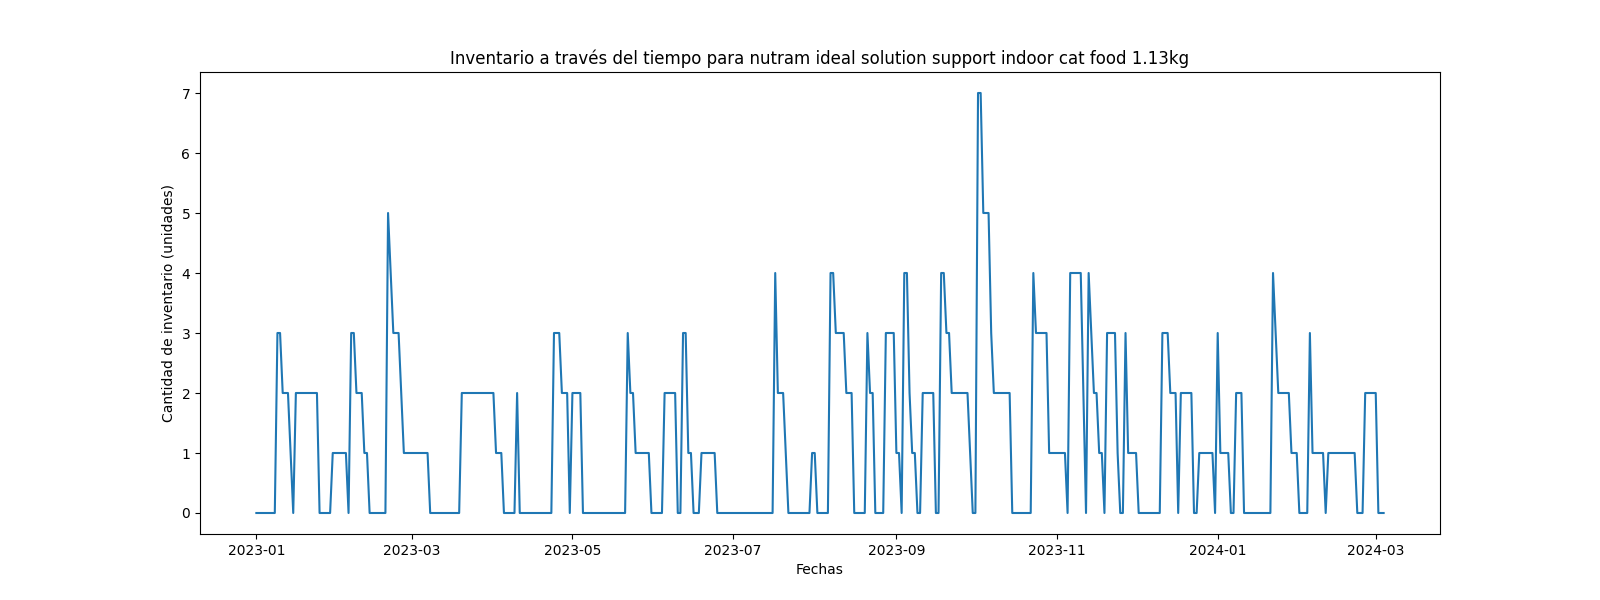 Inventario a través del tiempo para nutram ideal solution support indoor cat food 1.13kg
Cantidad de inventario (unidades)
7
6
5
4
3
2
1
0
2023-01 2023-03 2023-05 2023-07 2023-09 2023-11 2024-01 2024-03
Fechas